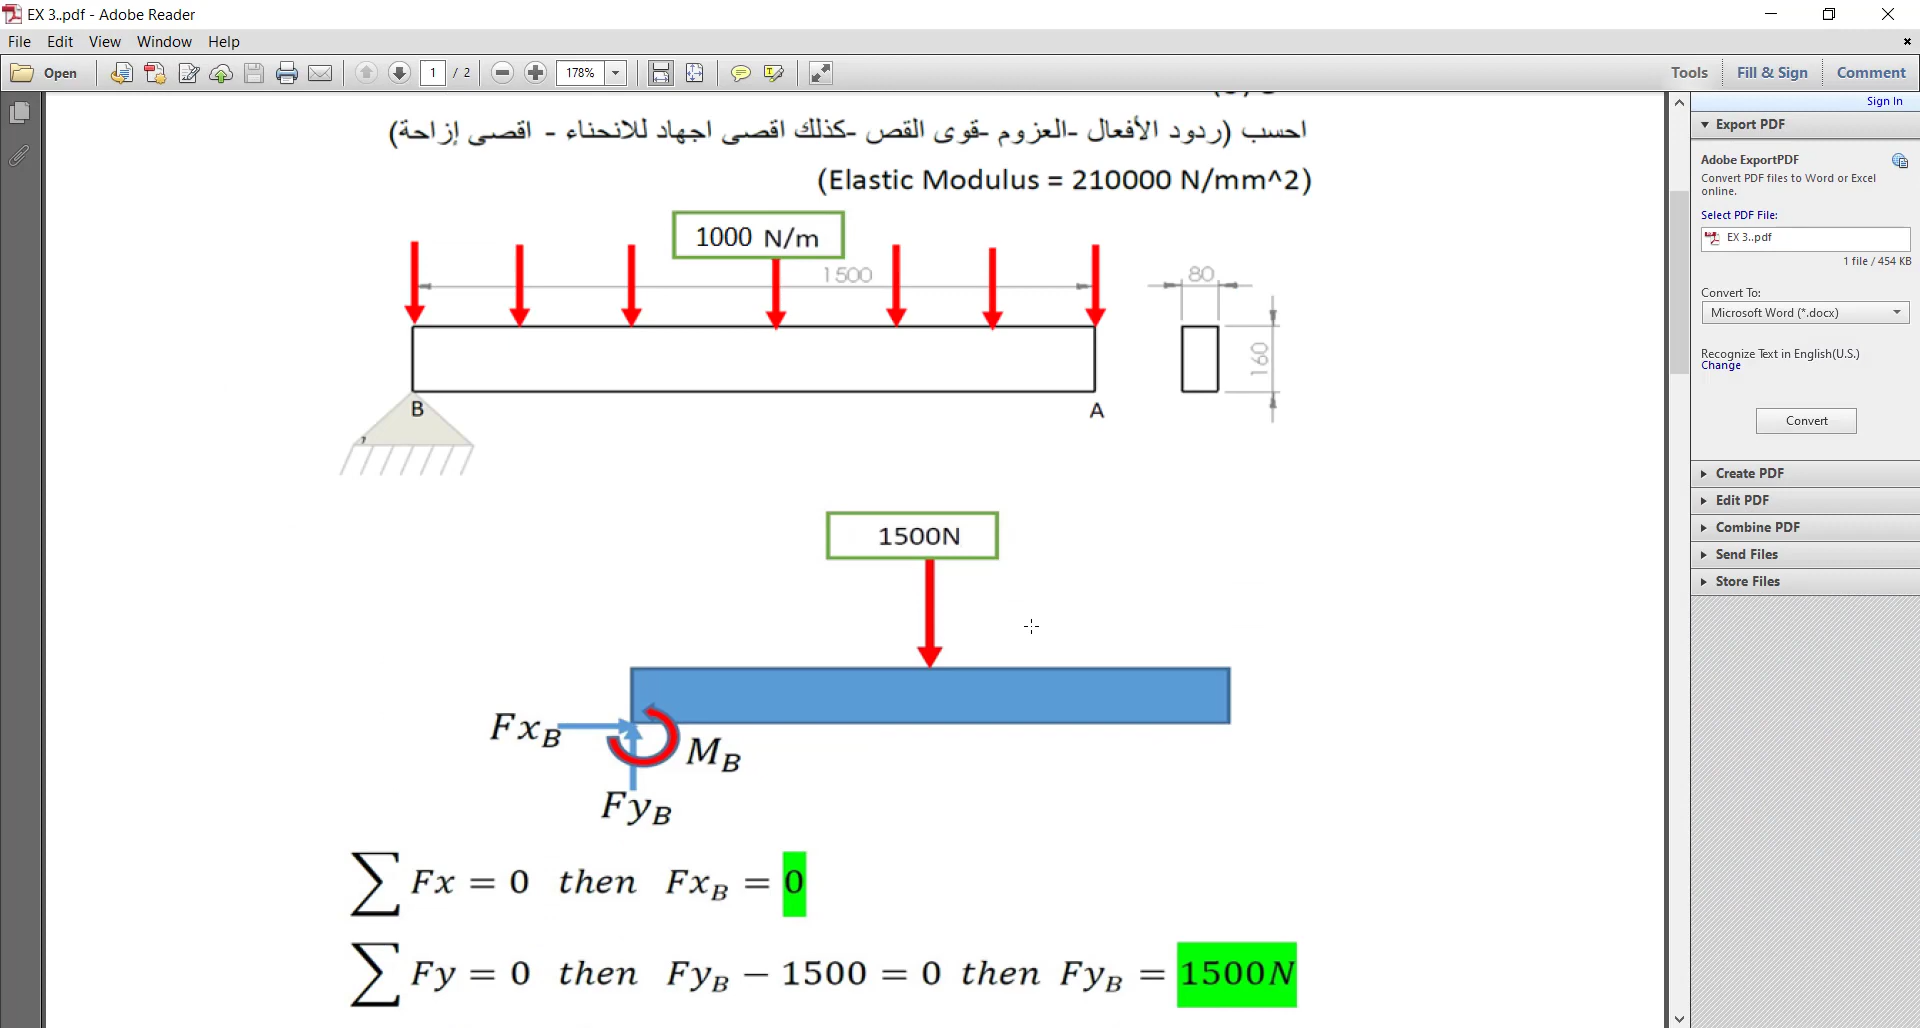 EX 3..pdf - Adobe Reader
File Edit View Window Help
Open 1 / 2 178% Tools Fill & Sign Comment
Sign In
Export PDF
Adobe ExportPDF
Convert PDF files to Word or Excel
online.
Select PDF File:
EX 3..pdf
1 file / 454 KB
Convert To:
Microsoft Word (*.docx)
Recognize Text in English(U.S.)
Change
Convert
Create PDF
Edit PDF
Combine PDF
Send Files
Store Files
احسب (ردود الأفعال -العزوم -قوى القص -كذلك اقصى اجهاد للانحناء - اقصى إزاحة)
(Elastic Modulus = 210000 N/mm^2)
1000 N/m
1500
80
160
B
A
1500N
Fx_B
M_B
Fy_B
∑ Fx = 0 then Fx_B = 0
∑ Fy = 0 then Fy_B − 1500 = 0 then Fy_B = 1500N